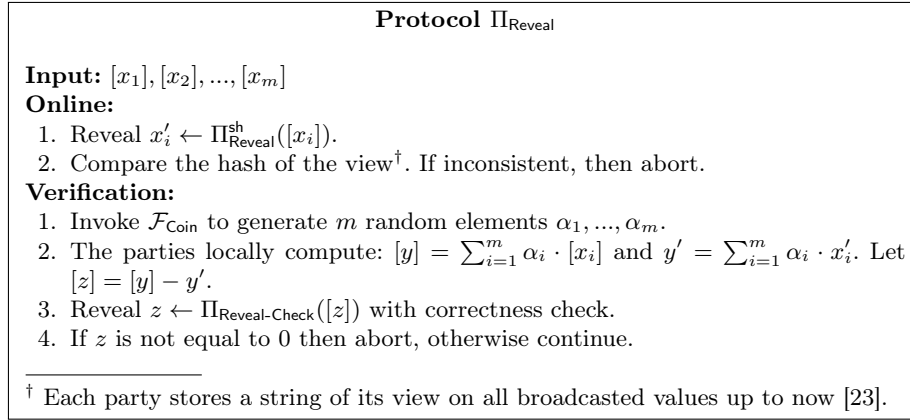 Protocol Π_Reveal
Input: [x_1], [x_2], ..., [x_m]
Online:
1. Reveal x′_i ← Π^sh_Reveal([x_i]).
2. Compare the hash of the view†. If inconsistent, then abort.
Verification:
1. Invoke F_Coin to generate m random elements α_1, ..., α_m.
2. The parties locally compute: [y] = ∑^m_{i=1} α_i · [x_i] and y′ = ∑^m_{i=1} α_i · x′_i. Let
[z] = [y] − y′.
3. Reveal z ← Π_Reveal-Check([z]) with correctness check.
4. If z is not equal to 0 then abort, otherwise continue.
† Each party stores a string of its view on all broadcasted values up to now [23].